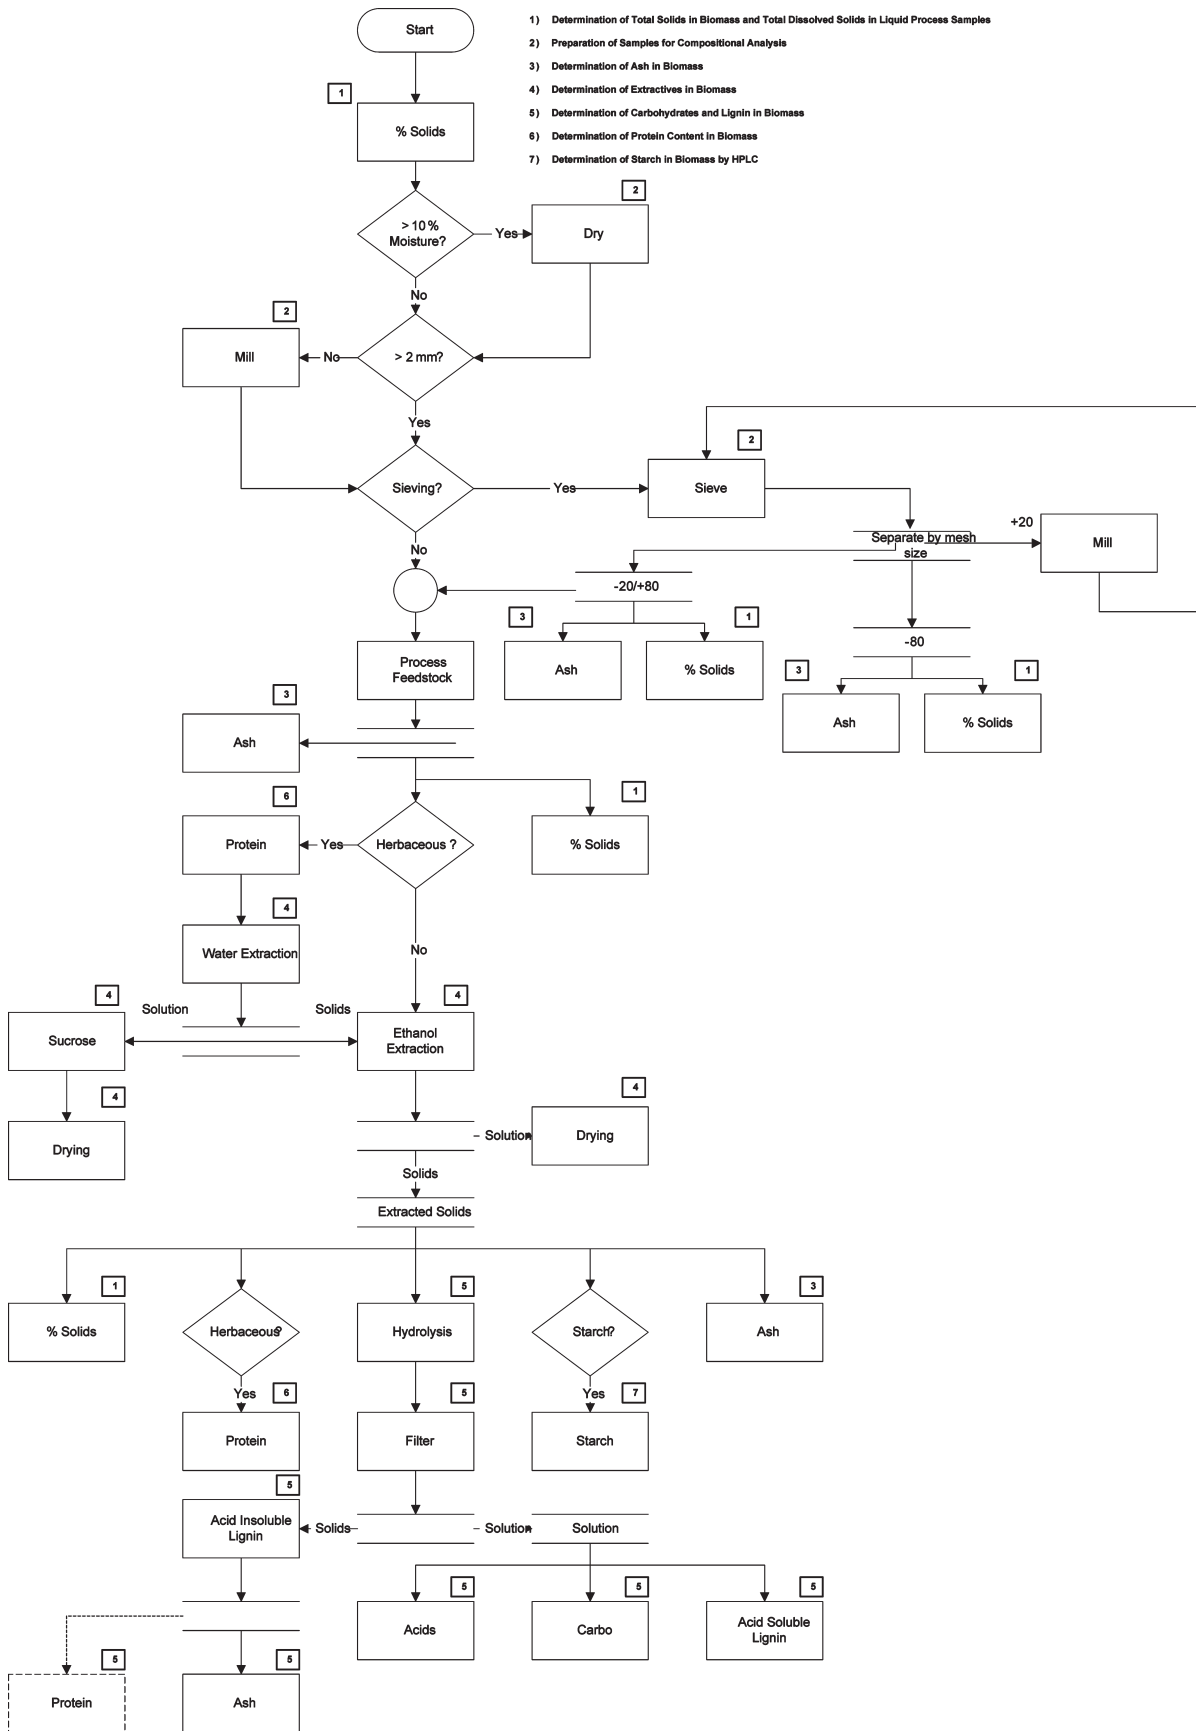 Start
1) Determination of Total Solids in Biomass and Total Dissolved Solids in Liquid Process Samples
2) Preparation of Samples for Compositional Analysis
3) Determination of Ash in Biomass
4) Determination of Extractives in Biomass
5) Determination of Carbohydrates and Lignin in Biomass
6) Determination of Protein Content in Biomass
7) Determination of Starch in Biomass by HPLC
1
% Solids
2
> 10 %
Moisture?
Yes
Dry
No
2
Mill
No
> 2 mm?
Yes
2
Sieving?
Yes
Sieve
+20
Separate by mesh
size
Mill
No
-20/+80
3
1
-80
Process
Feedstock
Ash
% Solids
3
1
3
Ash
% Solids
Ash
6
1
Protein
Yes
Herbaceous ?
% Solids
4
Water Extraction
No
4
Solution
Solids
4
Sucrose
Ethanol
Extraction
4
4
Solution
Drying
Drying
Solids
Extracted Solids
1
5
3
% Solids
Herbaceous?
Hydrolysis
Starch?
Ash
Yes
6
5
Yes
7
Protein
Filter
Starch
5
Acid Insoluble
Lignin
Solids
Solution
Solution
5
5
5
Acids
Carbo
Acid Soluble
Lignin
5
5
Protein
Ash